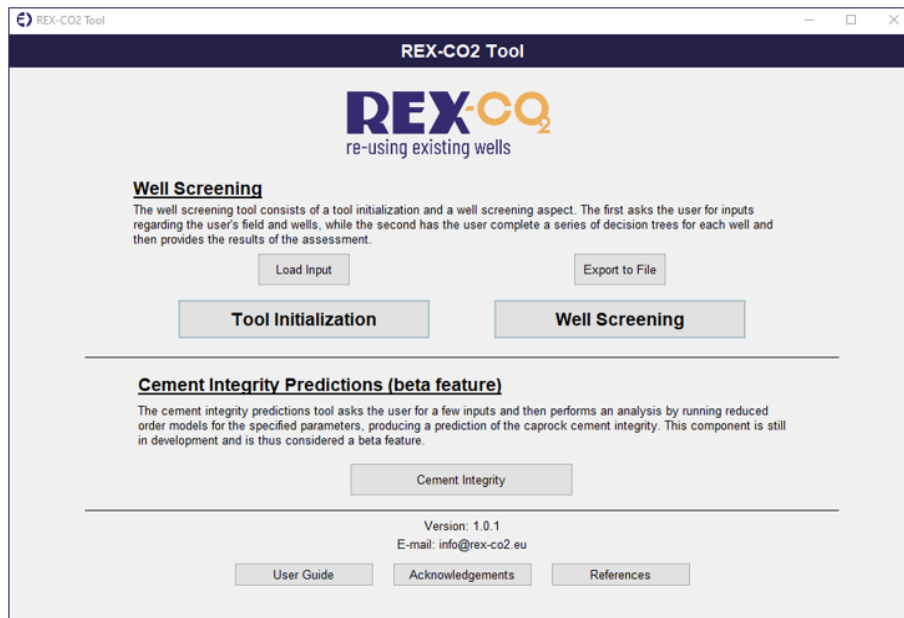 REX-CO2 Tool
REX-CO2 Tool
REX-CO2
re-using existing wells
Well Screening
The well screening tool consists of a tool initialization and a well screening aspect. The first asks the user for inputs
regarding the user's field and wells, while the second has the user complete a series of decision trees for each well and
then provides the results of the assessment.
Load Input
Export to File
Tool Initialization
Well Screening
Cement Integrity Predictions (beta feature)
The cement integrity predictions tool asks the user for a few inputs and then performs an analysis by running reduced
order models for the specified parameters, producing a prediction of the caprock cement integrity. This component is still
in development and is thus considered a beta feature.
Cement Integrity
Version: 1.0.1
E-mail: info@rex-co2.eu
User Guide
Acknowledgements
References